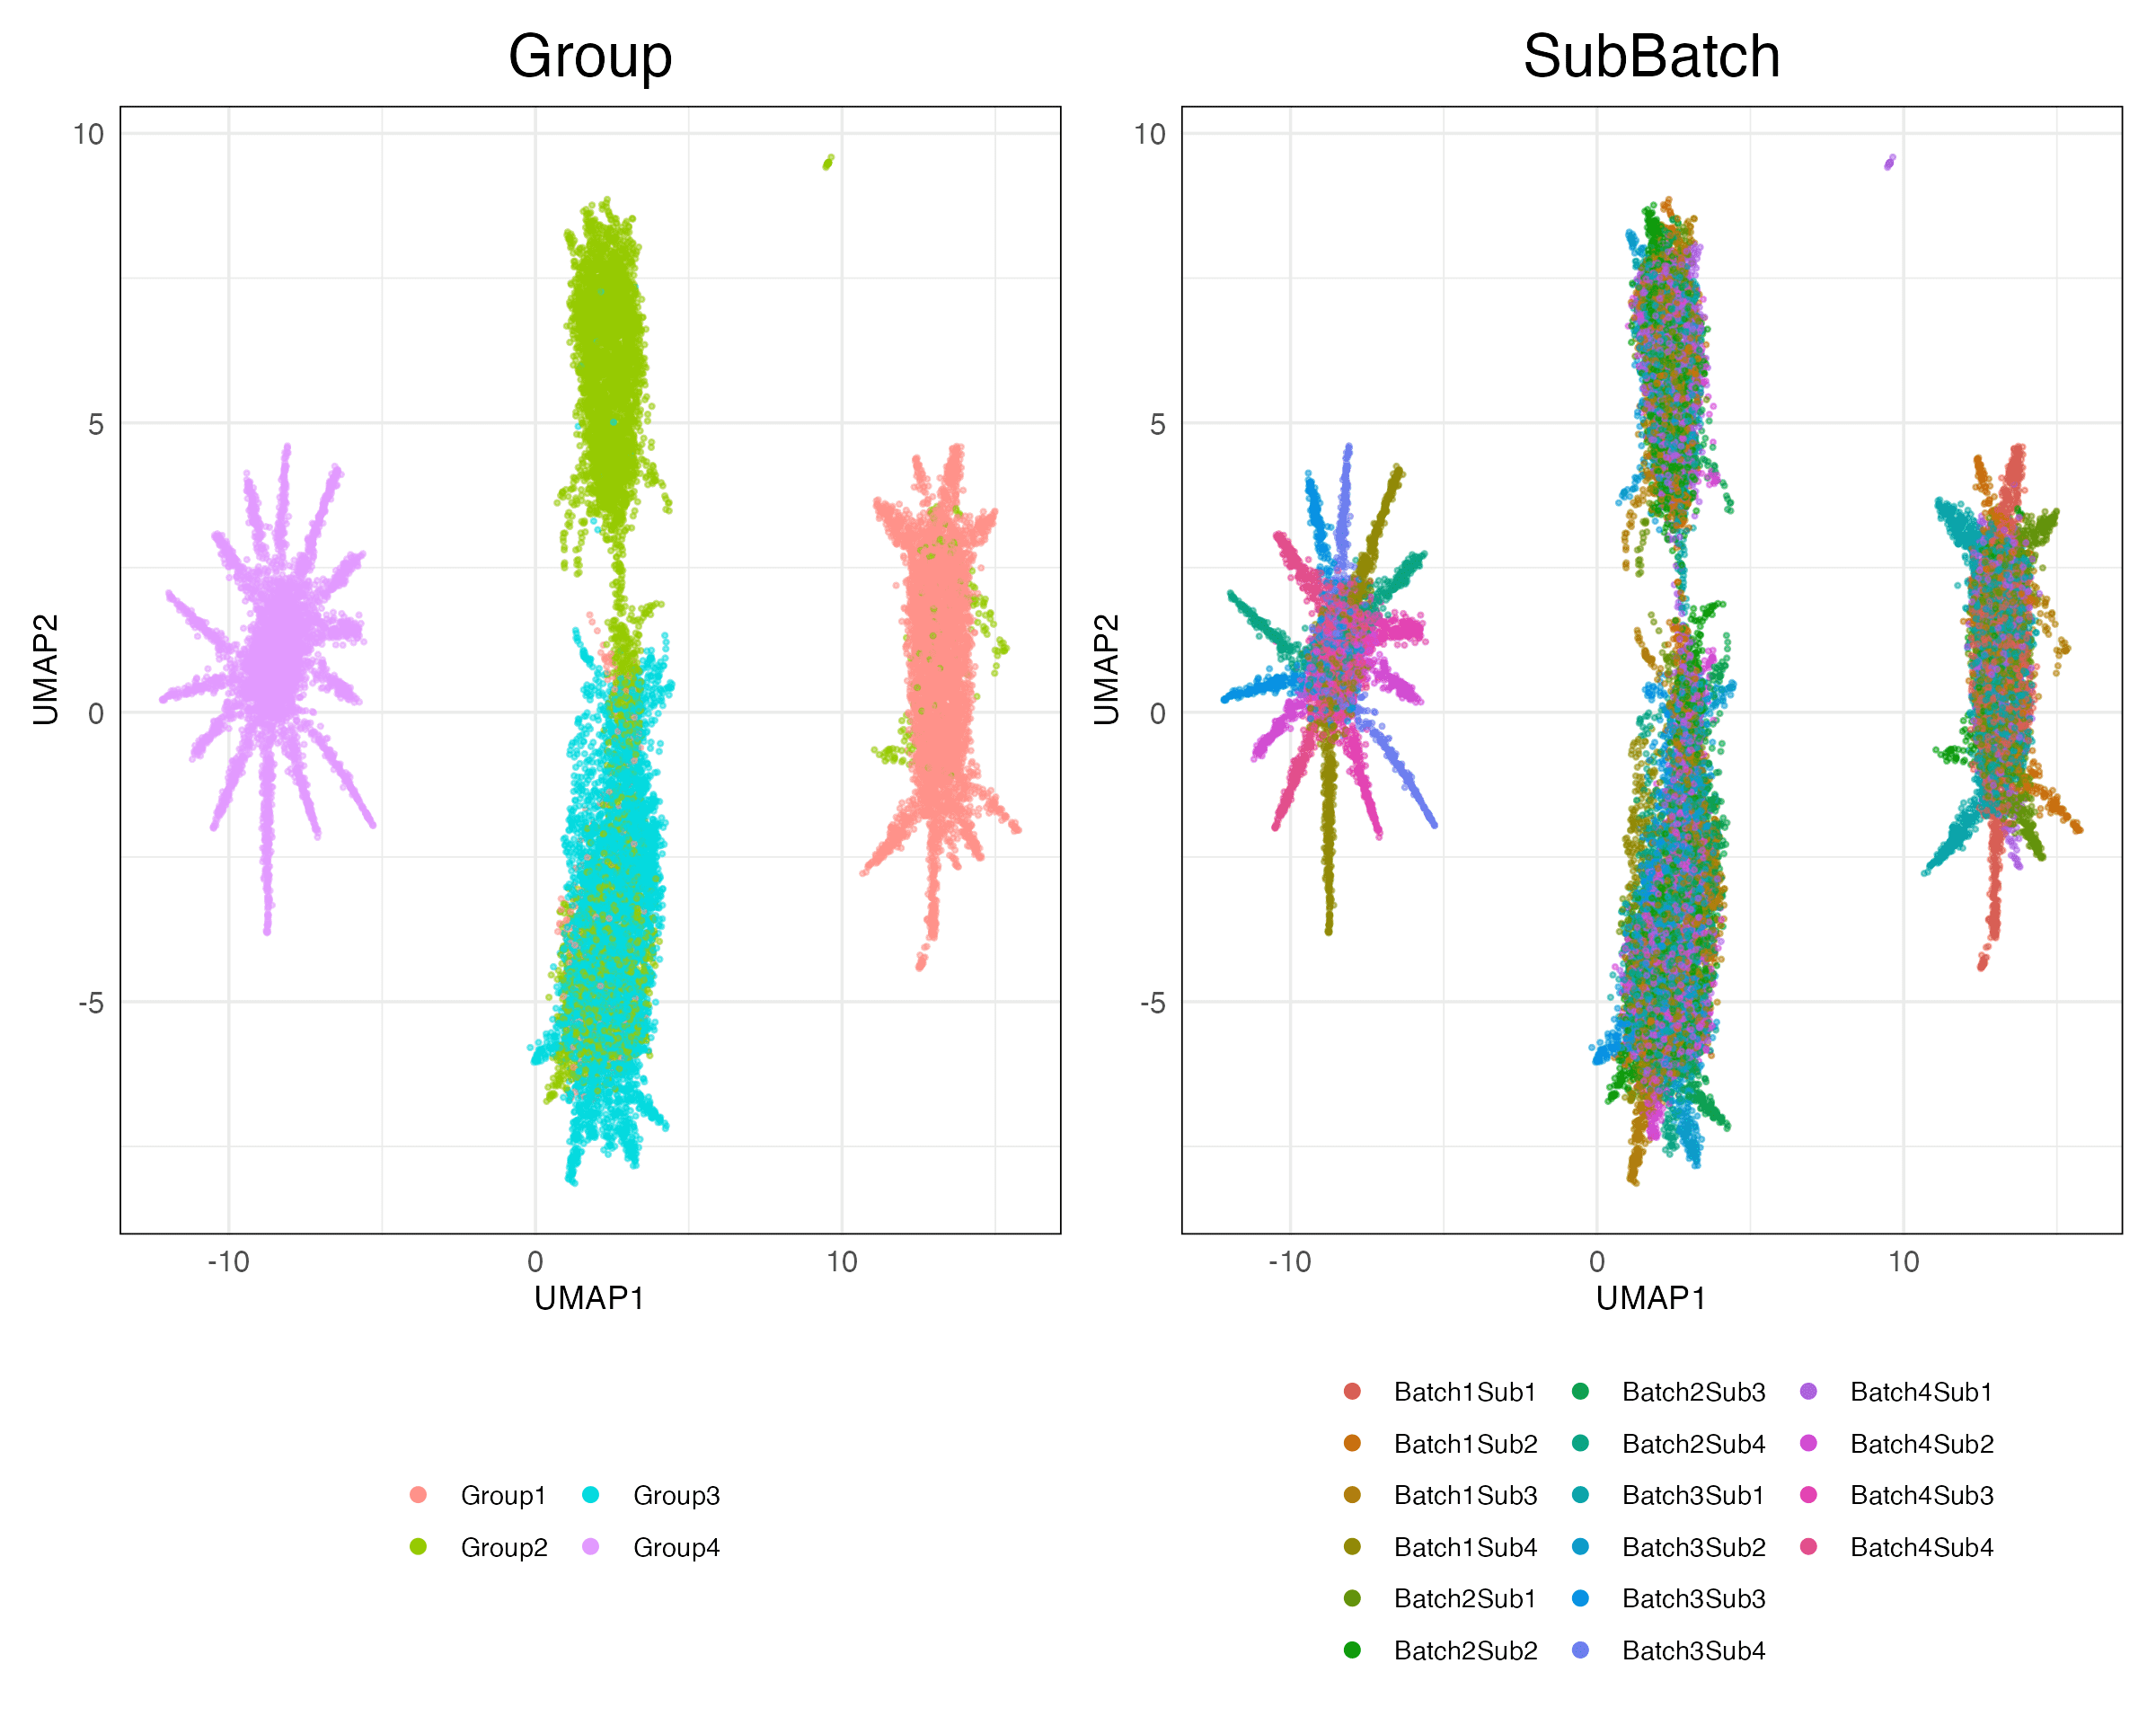 Group
SubBatch
10
5
0
-5
UMAP2
-10
0
10
UMAP1
10
5
0
-5
UMAP2
-10
0
10
UMAP1
Group1
Group3
Group2
Group4
Batch1Sub1
Batch2Sub3
Batch4Sub1
Batch1Sub2
Batch2Sub4
Batch4Sub2
Batch1Sub3
Batch3Sub1
Batch4Sub3
Batch1Sub4
Batch3Sub2
Batch4Sub4
Batch2Sub1
Batch3Sub3
Batch2Sub2
Batch3Sub4